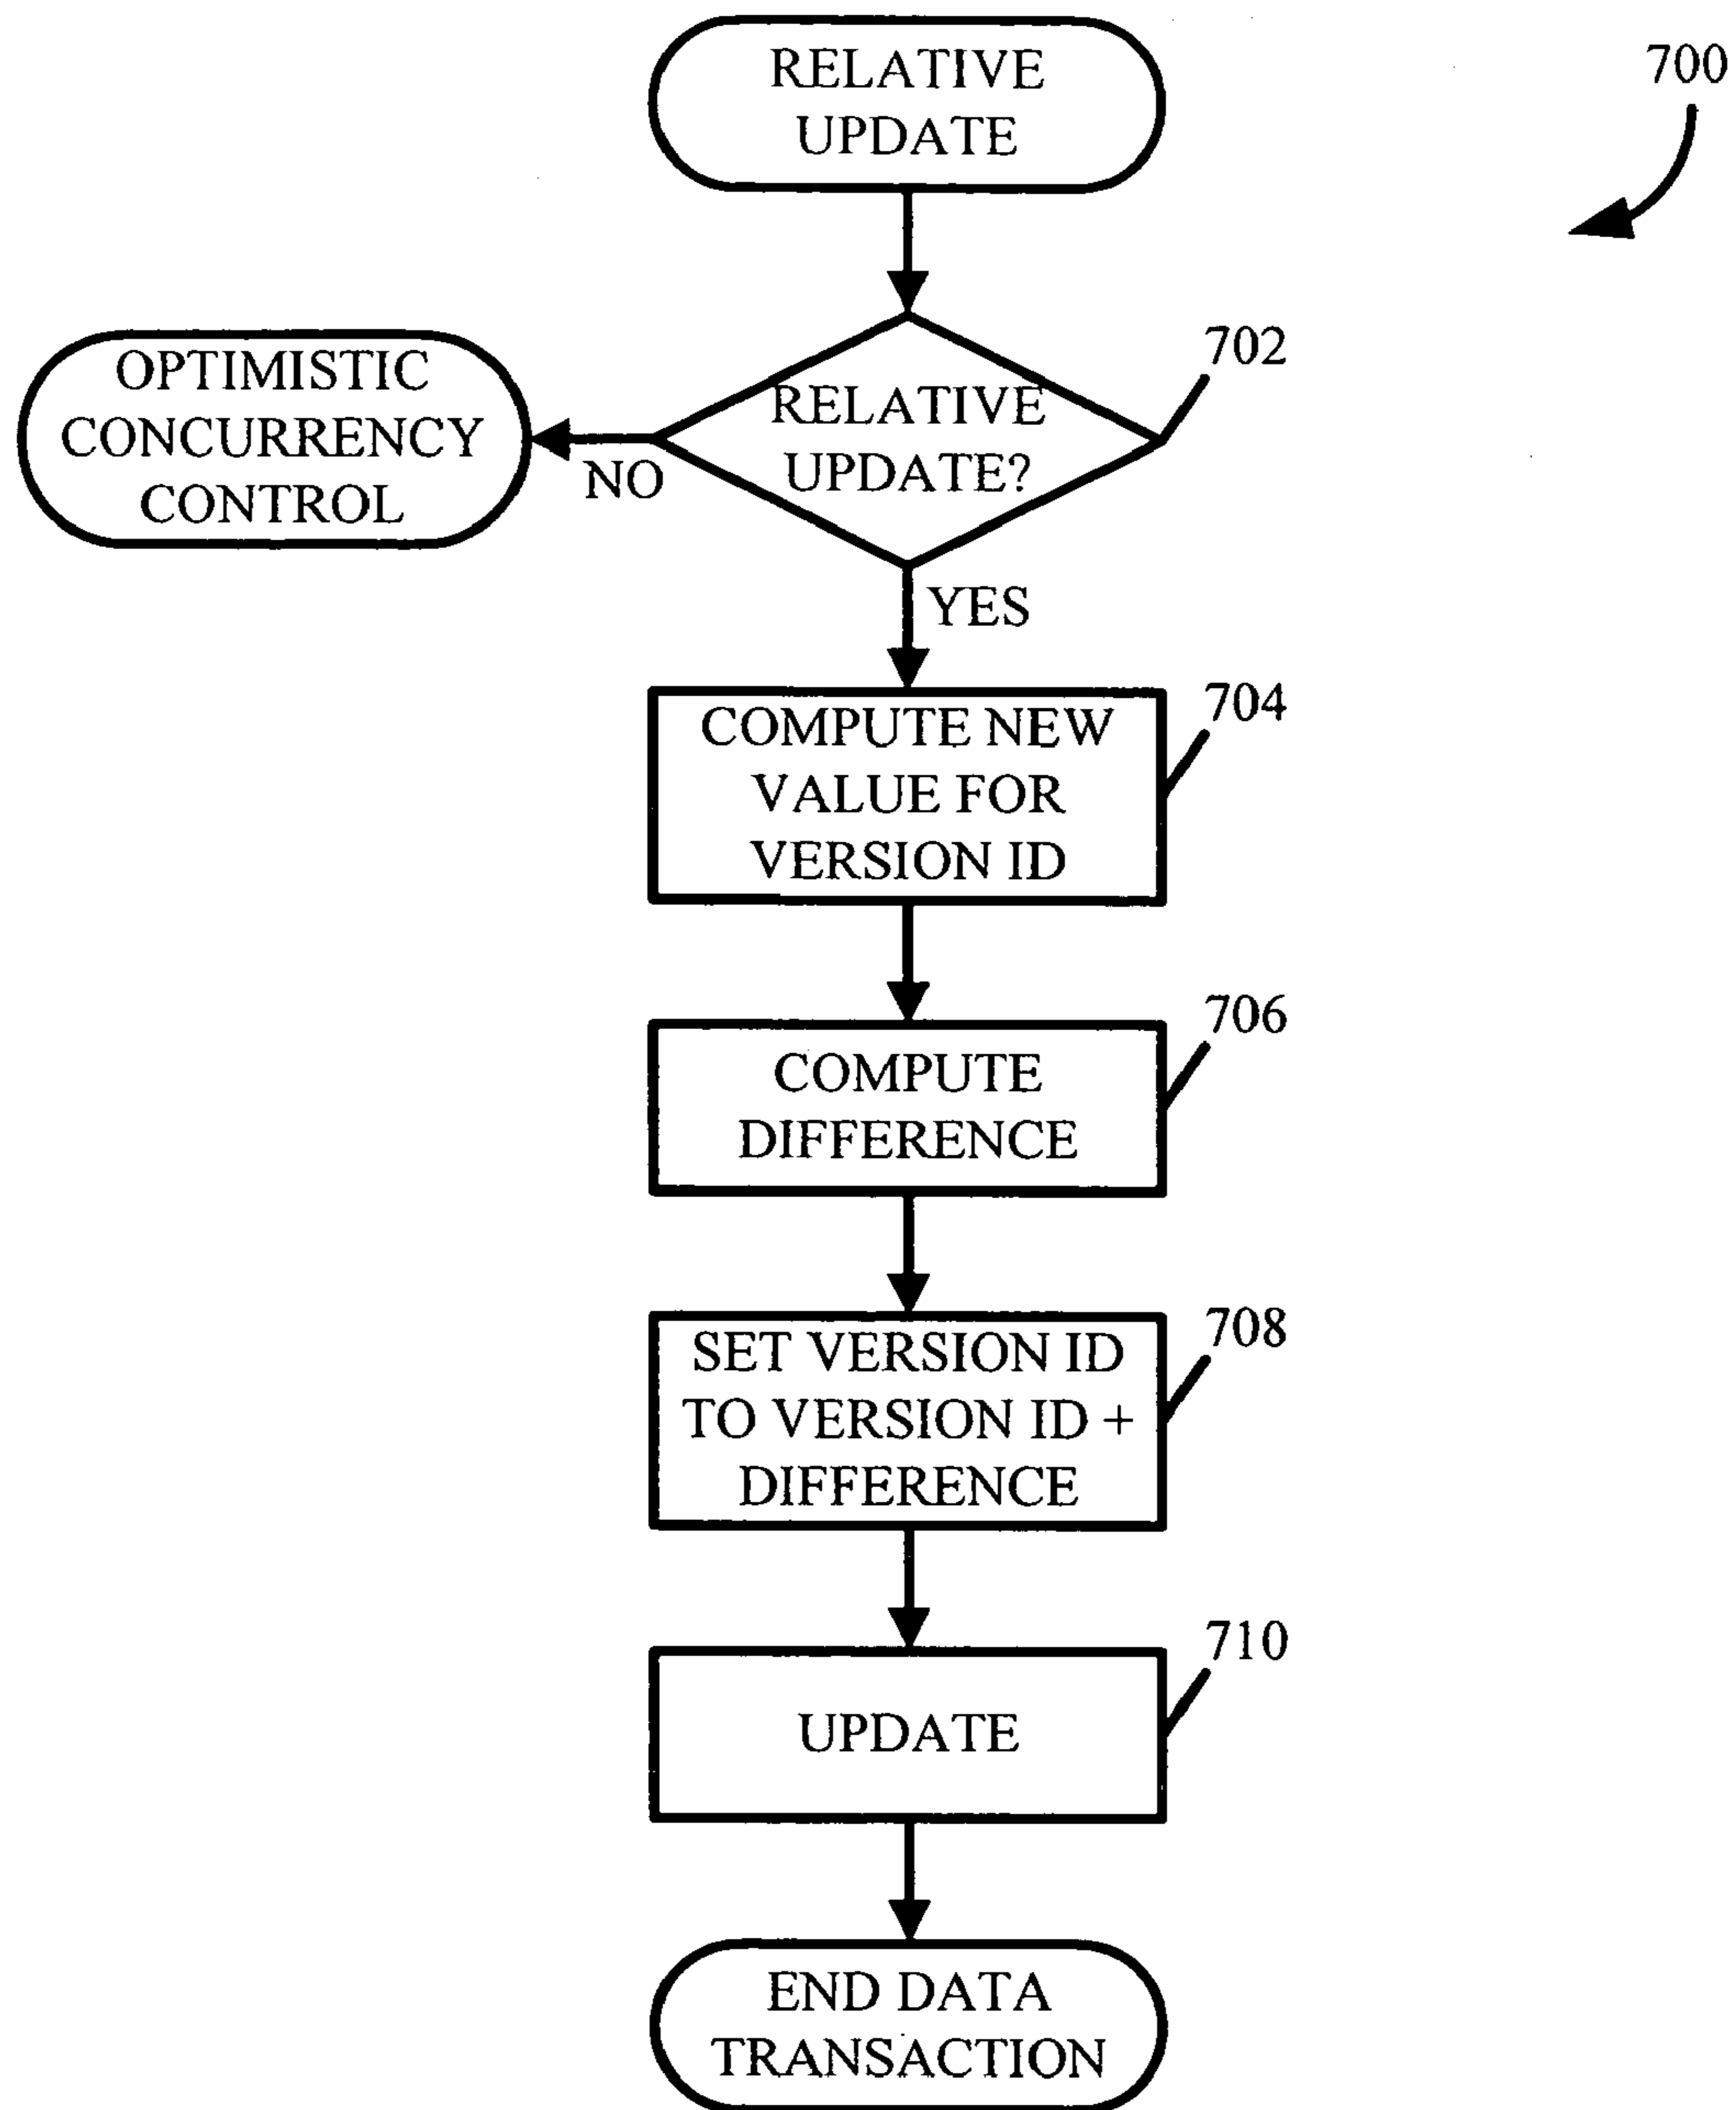 RELATIVE
UPDATE
700
OPTIMISTIC
CONCURRENCY
CONTROL
NO
RELATIVE
UPDATE?
702
YES
COMPUTE NEW
VALUE FOR
VERSION ID
704
COMPUTE
DIFFERENCE
706
SET VERSION ID
TO VERSION ID +
DIFFERENCE
708
UPDATE
710
END DATA
TRANSACTION